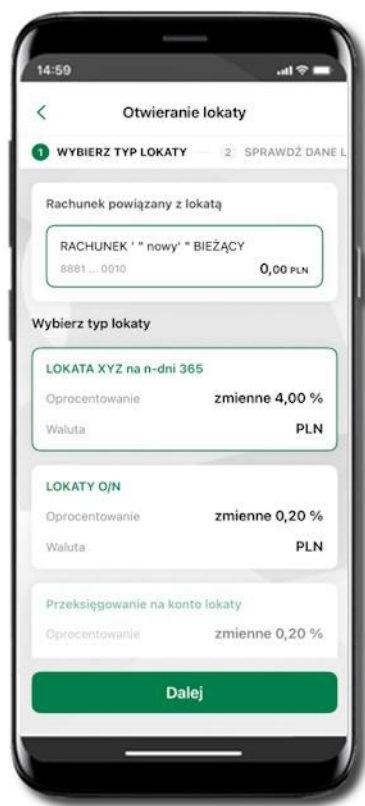 14:59
Otwieranie lokaty
1 WYBIERZ TYP LOKATY 2 SPRAWDŹ DANE L
Rachunek powiązany z lokatą
RACHUNEK ' " nowy' " BIEŻĄCY
8881 ... 0010 0,00 PLN
Wybierz typ lokaty
LOKATA XYZ na n-dni 365
Oprocentowanie zmienne 4,00 %
Waluta PLN
LOKATY O/N
Oprocentowanie zmienne 0,20 %
Waluta PLN
Przeksięgowanie na konto lokaty
Oprocentowanie zmienne 0,20 %
Dalej